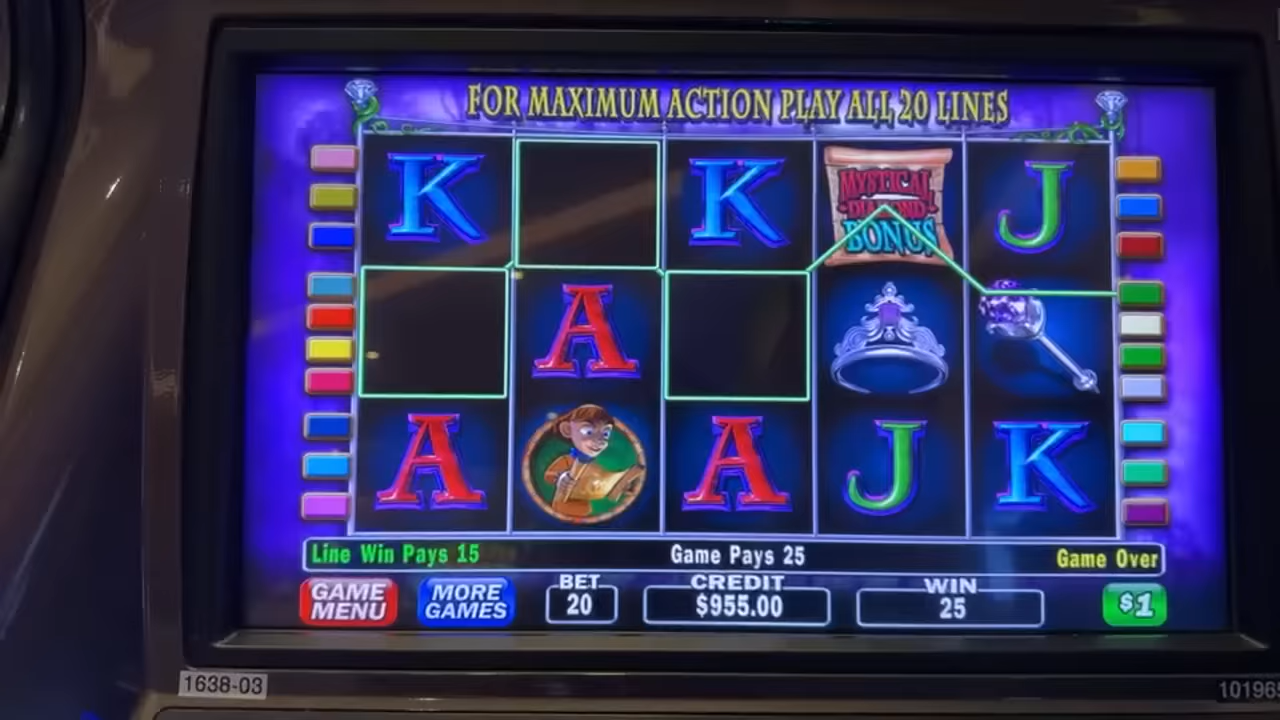 FOR MAXIMUM ACTION PLAY ALL 20 LINES
K K MYSTICAL DIAMOND BONUS J
A
A A J K
Line Win Pays 15 Game Pays 25 Game Over
GAME MENU MORE GAMES BET 20 CREDIT $955.00 WIN 25 $1
1638-03 101965